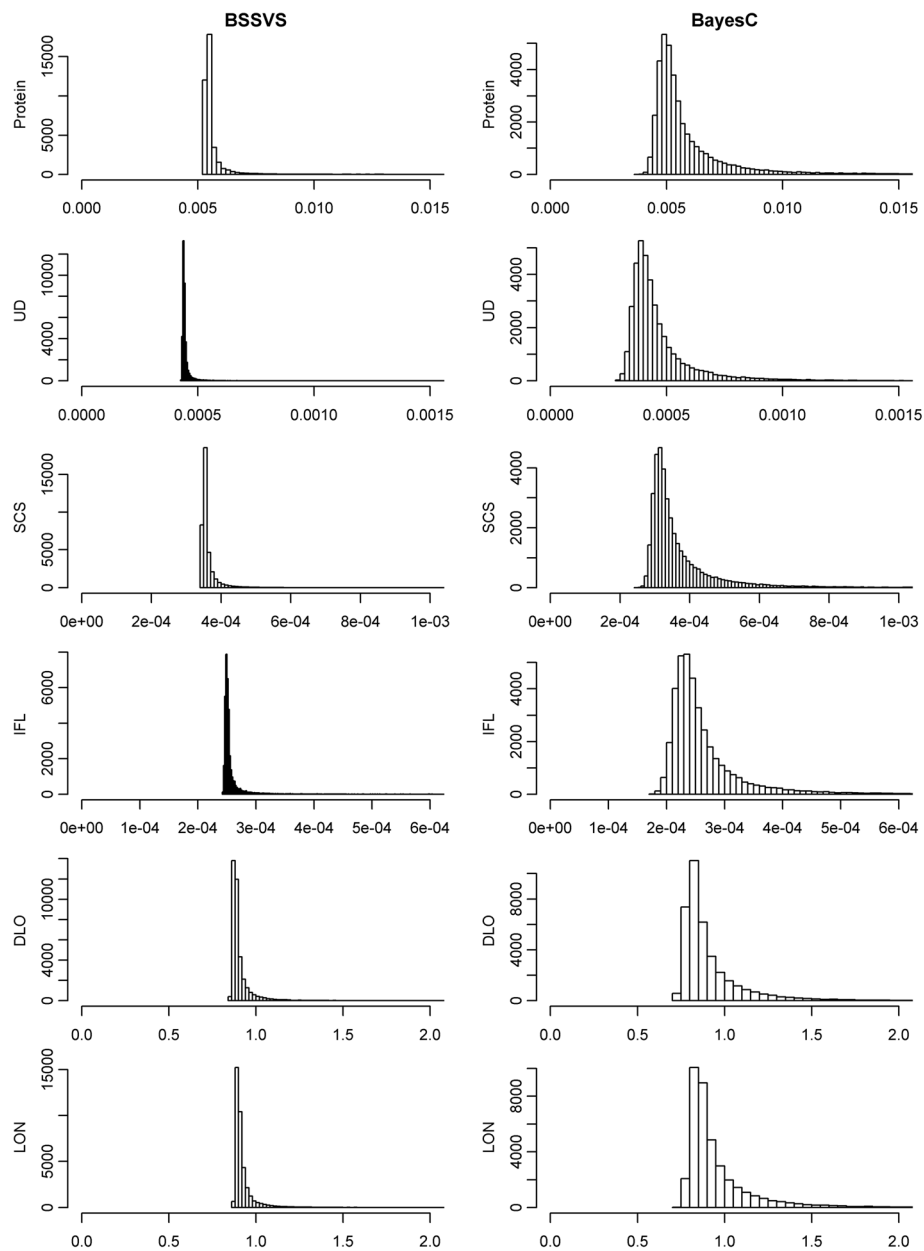 BSSVS BayesC
Protein
0 5000 15000
0.000 0.005 0.010 0.015
Protein
0 2000 4000
0.000 0.005 0.010 0.015
UD
0 4000 10000
0.0000 0.0005 0.0010 0.0015
UD
0 2000 4000
0.0000 0.0005 0.0010 0.0015
SCS
0 5000 15000
0e+00 2e-04 4e-04 6e-04 8e-04 1e-03
SCS
0 2000 4000
0e+00 2e-04 4e-04 6e-04 8e-04 1e-03
IFL
0 2000 6000
0e+00 1e-04 2e-04 3e-04 4e-04 5e-04 6e-04
IFL
0 2000 4000
0e+00 1e-04 2e-04 3e-04 4e-04 5e-04 6e-04
DLO
0 4000 10000
0.0 0.5 1.0 1.5 2.0
DLO
0 4000 8000
0.0 0.5 1.0 1.5 2.0
LON
0 5000 15000
0.0 0.5 1.0 1.5 2.0
LON
0 4000 8000
0.0 0.5 1.0 1.5 2.0